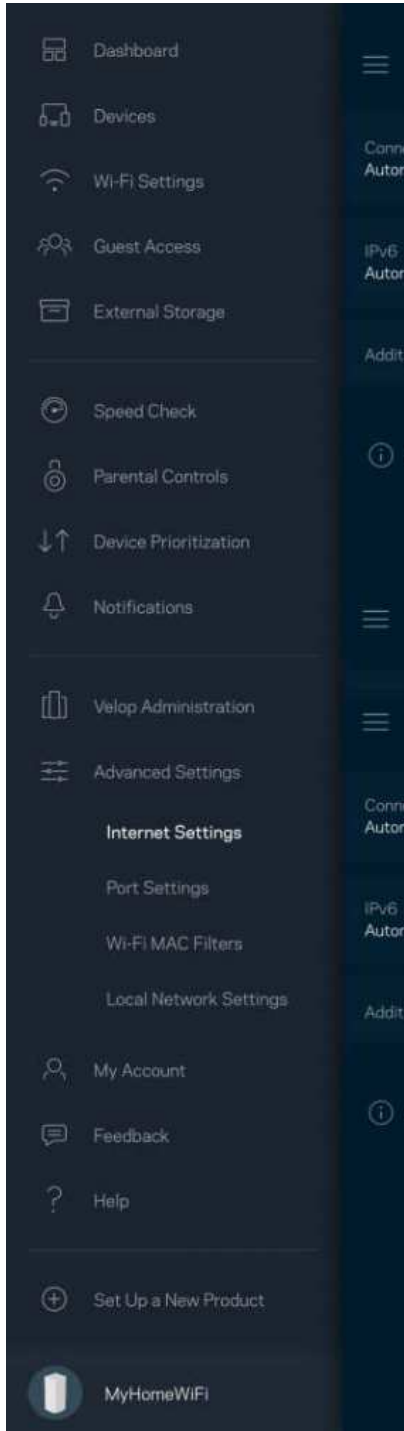 Dashboard
Devices
Wi-Fi Settings
Guest Access
External Storage
Speed Check
Parental Controls
Device Prioritization
Notifications
Velop Administration
Advanced Settings
Internet Settings
Port Settings
Wi-Fi MAC Filters
Local Network Settings
My Account
Feedback
Help
Set Up a New Product
MyHomeWiFi
IPv6
IPv6